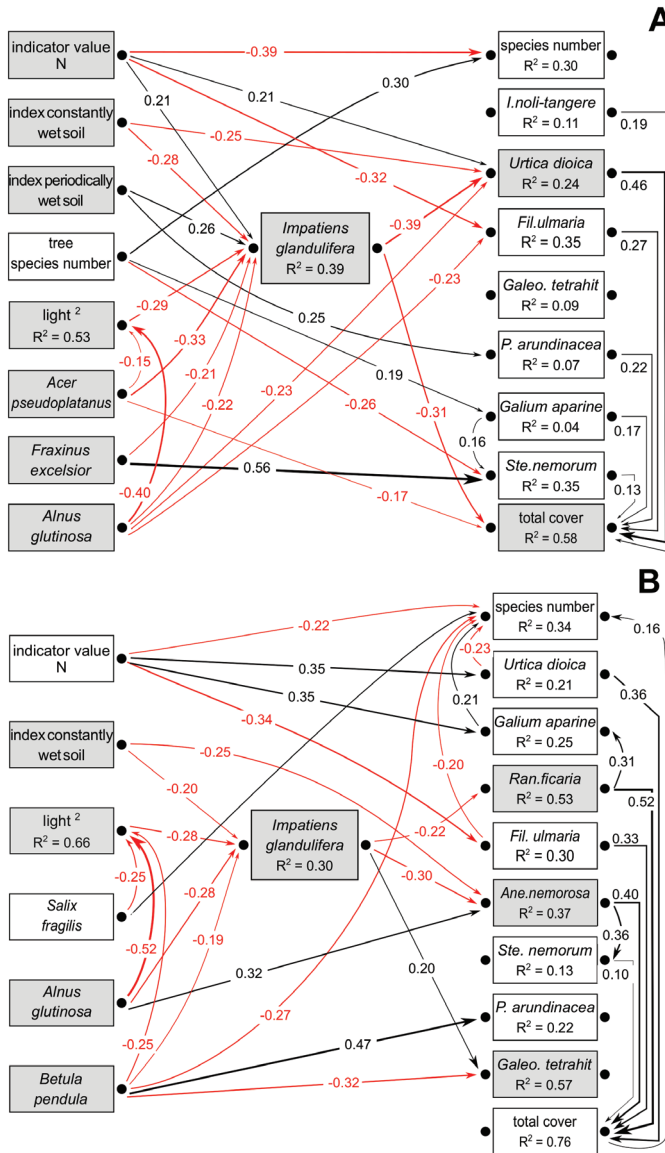 A
indicator value
N
index constantly
wet soil
index periodically
wet soil
tree
species number
light ²
R² = 0.53
Acer
pseudoplatanus
Fraxinus
excelsior
Alnus
glutinosa
Impatiens
glandulifera
R² = 0.39
species number
R² = 0.30
I.noli-tangere
R² = 0.11
Urtica dioica
R² = 0.24
Fil.ulmaria
R² = 0.35
Galeo. tetrahit
R² = 0.09
P. arundinacea
R² = 0.07
Galium aparine
R² = 0.04
Ste.nemorum
R² = 0.35
total cover
R² = 0.58
-0.39
0.30
0.21
0.21
-0.25
-0.28
-0.32
0.26
-0.39
-0.23
-0.29
-0.33
0.25
-0.15
-0.21
-0.22
-0.23
0.19
-0.26
-0.31
0.56
-0.40
-0.17
0.16
0.19
0.46
0.27
0.22
0.17
0.13
B
indicator value
N
index constantly
wet soil
light ²
R² = 0.66
Salix
fragilis
Alnus
glutinosa
Betula
pendula
Impatiens
glandulifera
R² = 0.30
species number
R² = 0.34
Urtica dioica
R² = 0.21
Galium aparine
R² = 0.25
Ran.ficaria
R² = 0.53
Fil. ulmaria
R² = 0.30
Ane.nemorosa
R² = 0.37
Ste. nemorum
R² = 0.13
P. arundinacea
R² = 0.22
Galeo. tetrahit
R² = 0.57
total cover
R² = 0.76
-0.22
0.35
0.35
-0.34
-0.25
-0.20
-0.28
-0.22
-0.30
-0.25
-0.28
-0.52
-0.19
0.32
0.20
-0.25
-0.27
0.47
-0.32
-0.23
0.21
-0.20
0.16
0.36
0.31
0.52
0.33
0.40
0.36
0.10